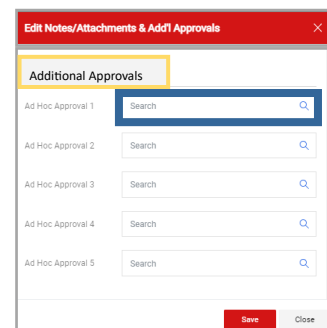 Edit Notes/Attachments & Add'l Approvals
Additional Approvals
Ad Hoc Approval 1 Search
Ad Hoc Approval 2 Search
Ad Hoc Approval 3 Search
Ad Hoc Approval 4 Search
Ad Hoc Approval 5 Search
Save Close